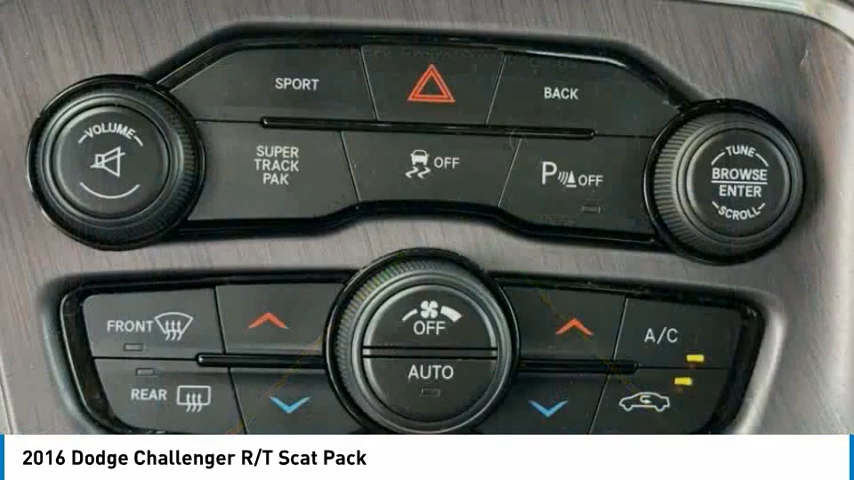 SPORT
BACK
VOLUME
SUPER
TRACK
PAK
OFF
P OFF
TUNE
BROWSE
ENTER
SCROLL
FRONT
OFF
A/C
REAR
AUTO
2016 Dodge Challenger R/T Scat Pack